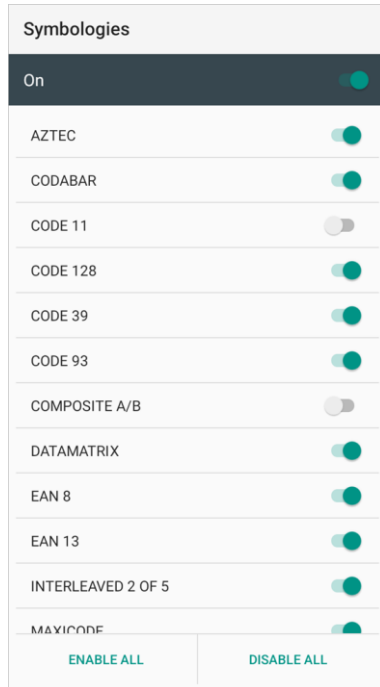 Symbologies
On
AZTEC
CODABAR
CODE 11
CODE 128
CODE 39
CODE 93
COMPOSITE A/B
DATAMATRIX
EAN 8
EAN 13
INTERLEAVED 2 OF 5
MAXICODE
ENABLE ALL
DISABLE ALL